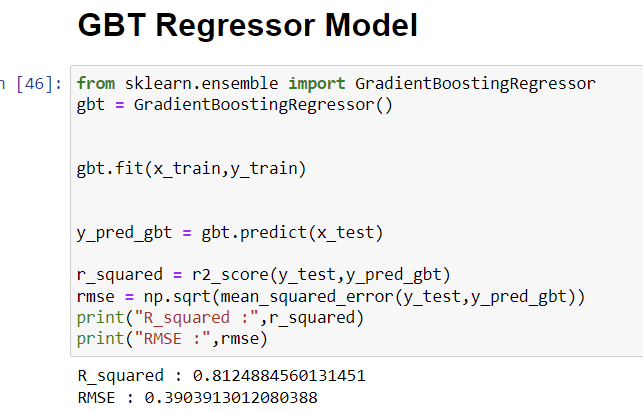 GBT Regressor Model
n [46]:
from sklearn.ensemble import GradientBoostingRegressor
gbt = GradientBoostingRegressor()
gbt.fit(x_train,y_train)
y_pred_gbt = gbt.predict(x_test)
r_squared = r2_score(y_test,y_pred_gbt)
rmse = np.sqrt(mean_squared_error(y_test,y_pred_gbt))
print("R_squared :",r_squared)
print("RMSE :",rmse)
R_squared : 0.8124884560131451
RMSE : 0.3903913012080388